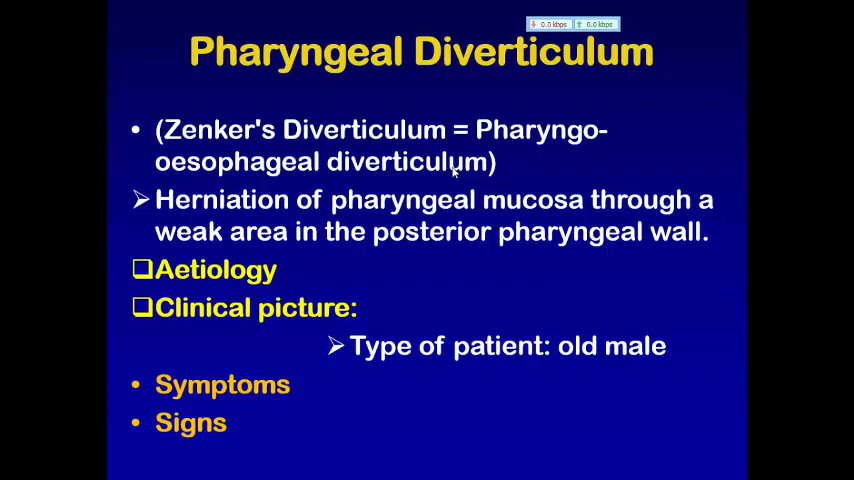 0.0 kbps 0.0 kbps
Pharyngeal Diverticulum
• (Zenker's Diverticulum = Pharyngo-
oesophageal diverticulum)
➢ Herniation of pharyngeal mucosa through a
weak area in the posterior pharyngeal wall.
❑ Aetiology
❑ Clinical picture:
➢ Type of patient: old male
• Symptoms
• Signs